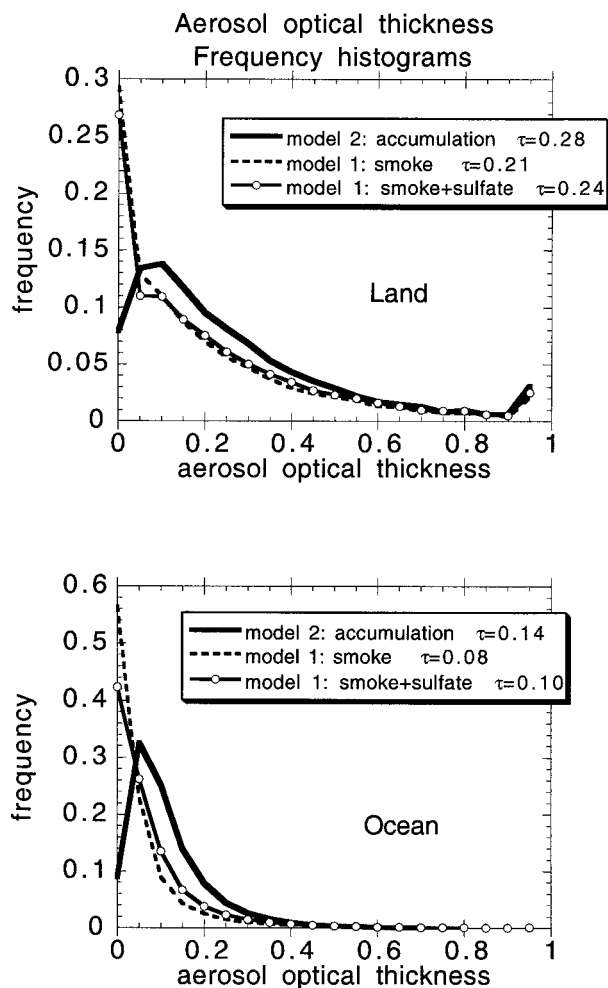 Aerosol optical thickness
Frequency histograms
0.3
0.25
0.2
0.15
0.1
0.05
0
frequency
model 2: accumulation τ=0.28
model 1: smoke τ=0.21
model 1: smoke+sulfate τ=0.24
Land
0 0.2 0.4 0.6 0.8 1
aerosol optical thickness
0.6
0.5
0.4
0.3
0.2
0.1
0
frequency
model 2: accumulation τ=0.14
model 1: smoke τ=0.08
model 1: smoke+sulfate τ=0.10
Ocean
0 0.2 0.4 0.6 0.8 1
aerosol optical thickness